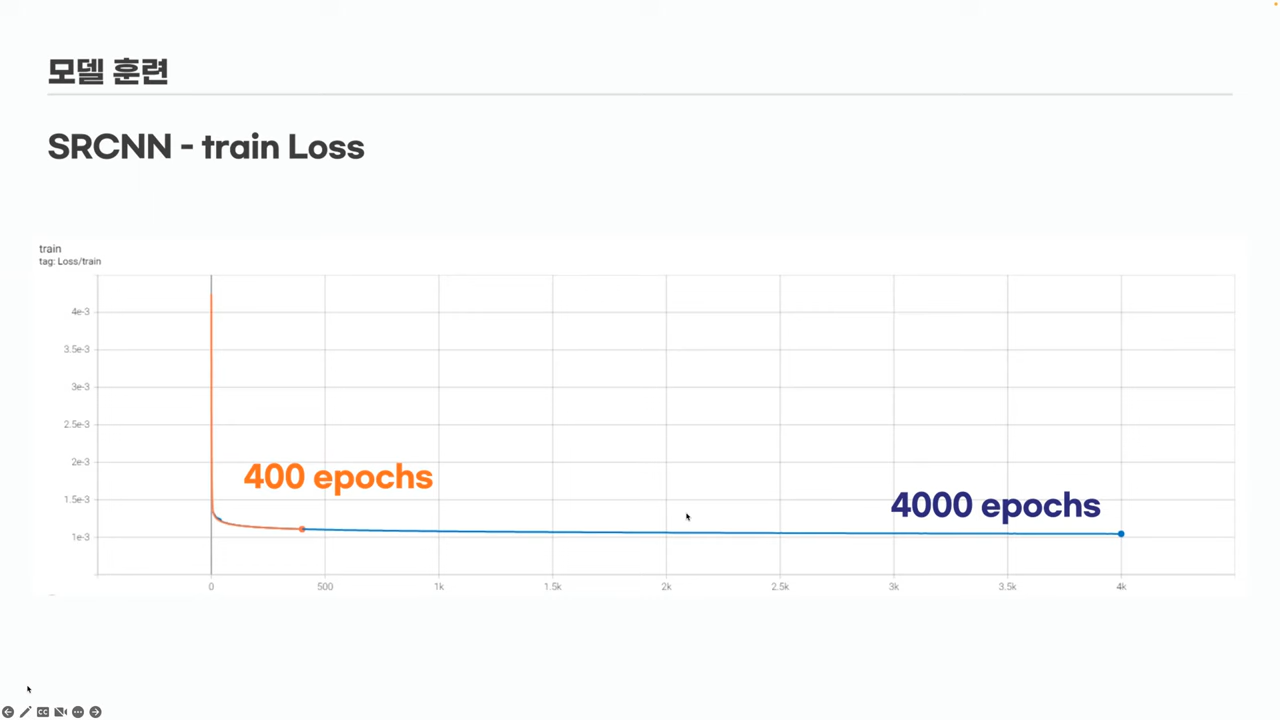 모델 훈련
SRCNN - train Loss
train
tag: Loss/train
4e-3
3.5e-3
3e-3
2.5e-3
2e-3
1.5e-3
1e-3
400 epochs
4000 epochs
0 500 1k 1.5k 2k 2.5k 3k 3.5k 4k
CC